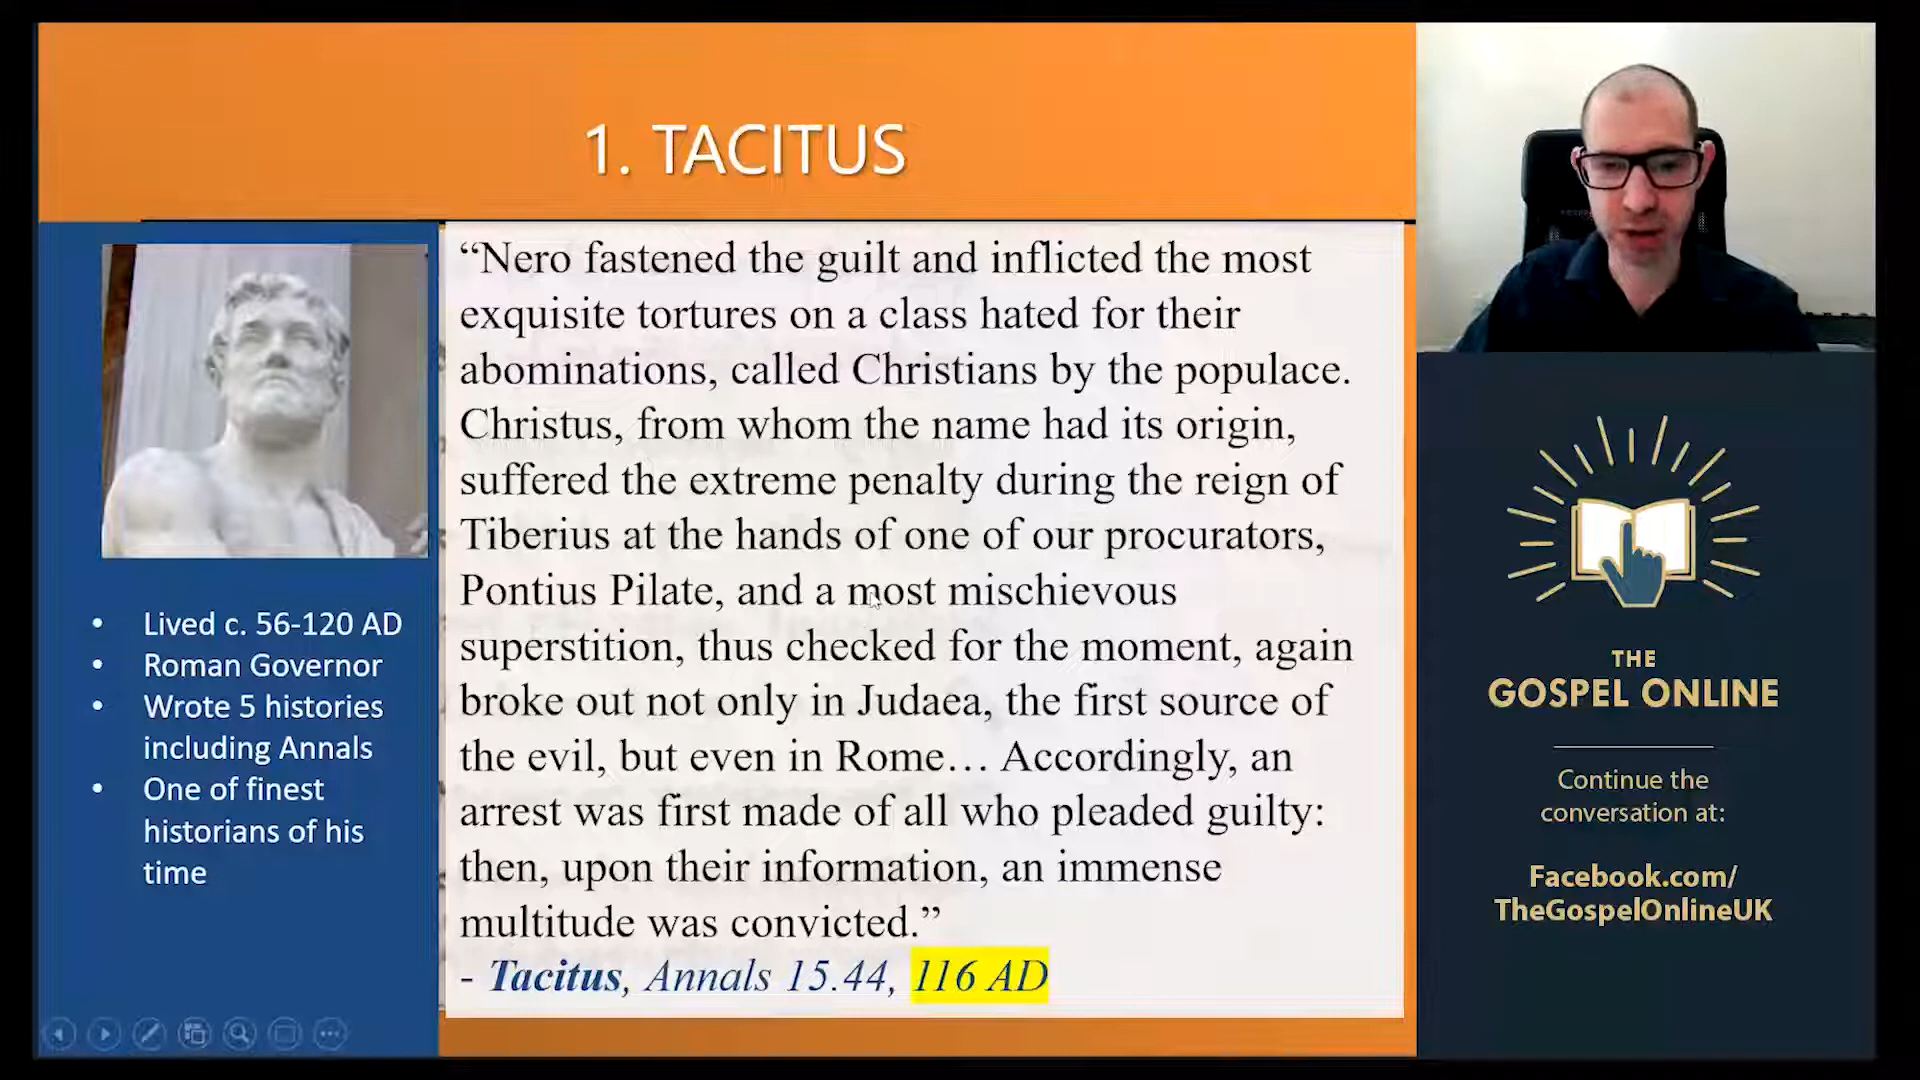 1. TACITUS
“Nero fastened the guilt and inflicted the most
exquisite tortures on a class hated for their
abominations, called Christians by the populace.
Christus, from whom the name had its origin,
suffered the extreme penalty during the reign of
Tiberius at the hands of one of our procurators,
Pontius Pilate, and a most mischievous
superstition, thus checked for the moment, again
broke out not only in Judaea, the first source of
the evil, but even in Rome… Accordingly, an
arrest was first made of all who pleaded guilty:
then, upon their information, an immense
multitude was convicted.”
- Tacitus, Annals 15.44, 116 AD
• Lived c. 56-120 AD
• Roman Governor
• Wrote 5 histories
including Annals
• One of finest
historians of his
time
THE
GOSPEL ONLINE
Continue the
conversation at:
Facebook.com/
TheGospelOnlineUK